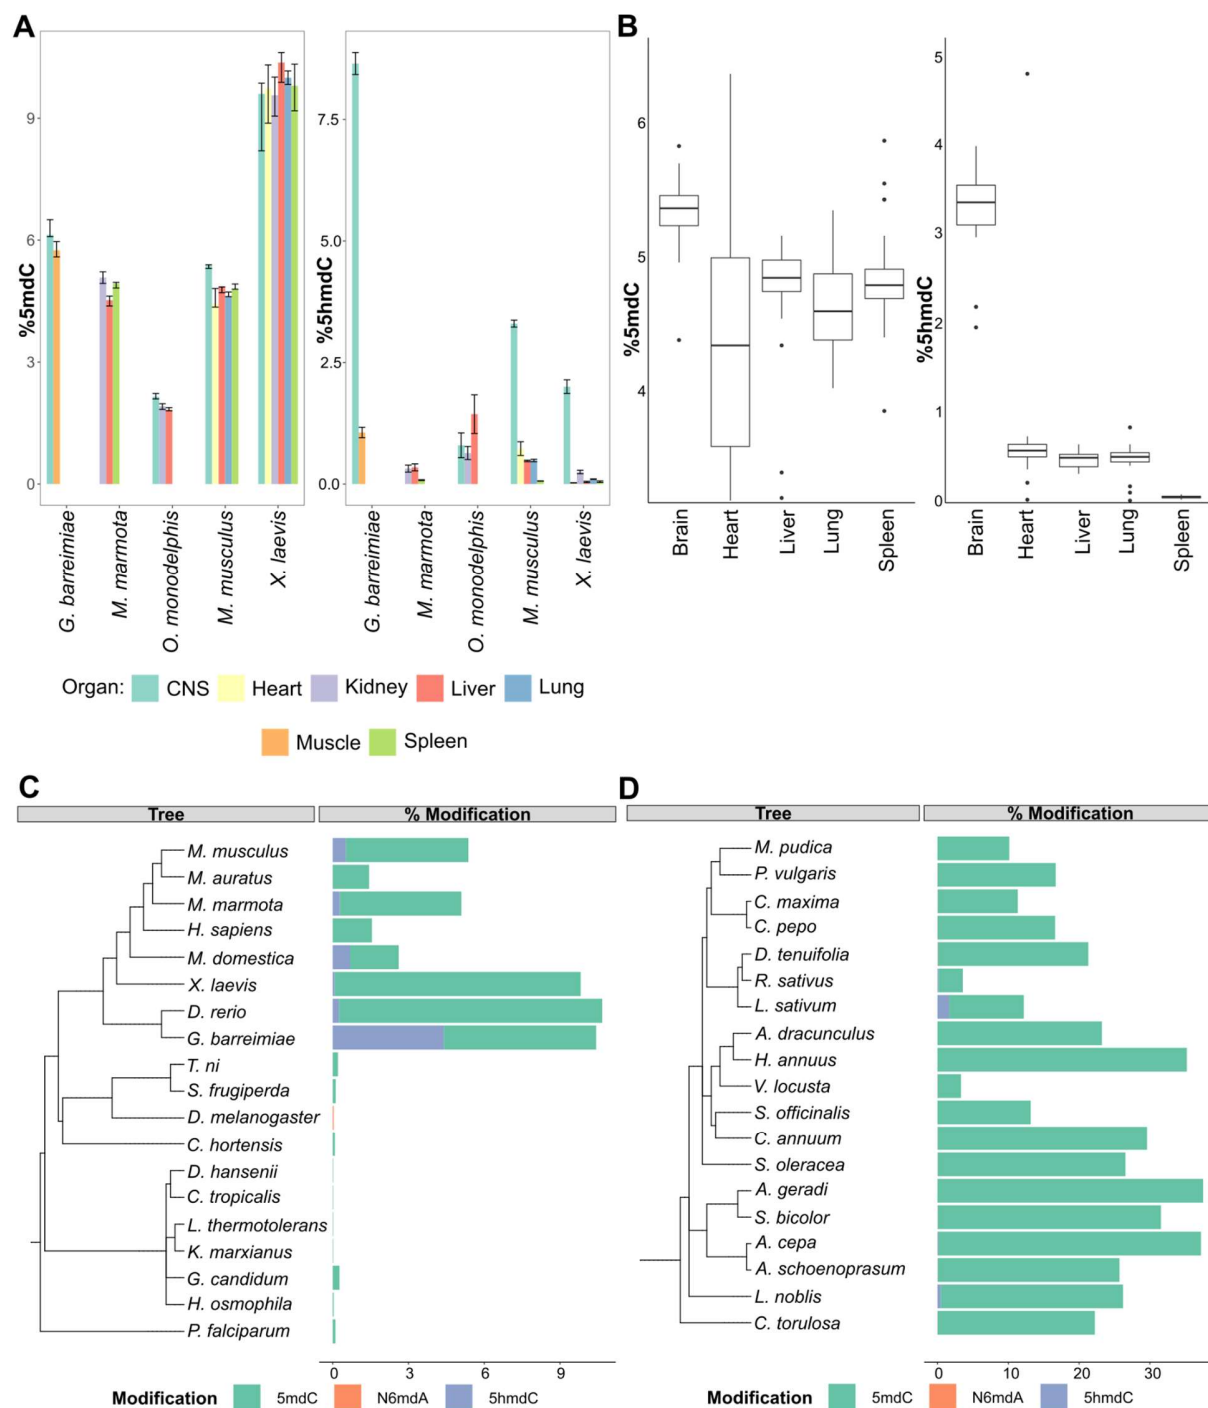 A
B
%5mdC
9
6
3
0
%5hmdC
7.5
5.0
2.5
0.0
G. barreimiae
M. marmota
O. monodelphis
M. musculus
X. laevis
G. barreimiae
M. marmota
O. monodelphis
M. musculus
X. laevis
%5mdC
6
5
4
%5hmdC
5
4
3
2
1
0
Brain
Heart
Liver
Lung
Spleen
Brain
Heart
Liver
Lung
Spleen
Organ: CNS Heart Kidney Liver Lung
Muscle Spleen
C
Tree % Modification
M. musculus
M. auratus
M. marmota
H. sapiens
M. domestica
X. laevis
D. rerio
G. barreimiae
T. ni
S. frugiperda
D. melanogaster
C. hortensis
D. hansenii
C. tropicalis
L. thermotolerans
K. marxianus
G. candidum
H. osmophila
P. falciparum
0 3 6 9
Modification 5mdC N6mdA 5hmdC
D
Tree % Modification
M. pudica
P. vulgaris
C. maxima
C. pepo
D. tenuifolia
R. sativus
L. sativum
A. dracunculus
H. annuus
V. locusta
S. officinalis
C. annuum
S. oleracea
A. geradi
S. bicolor
A. cepa
A. schoenoprasum
L. noblis
C. torulosa
0 10 20 30
Modification 5mdC N6mdA 5hmdC